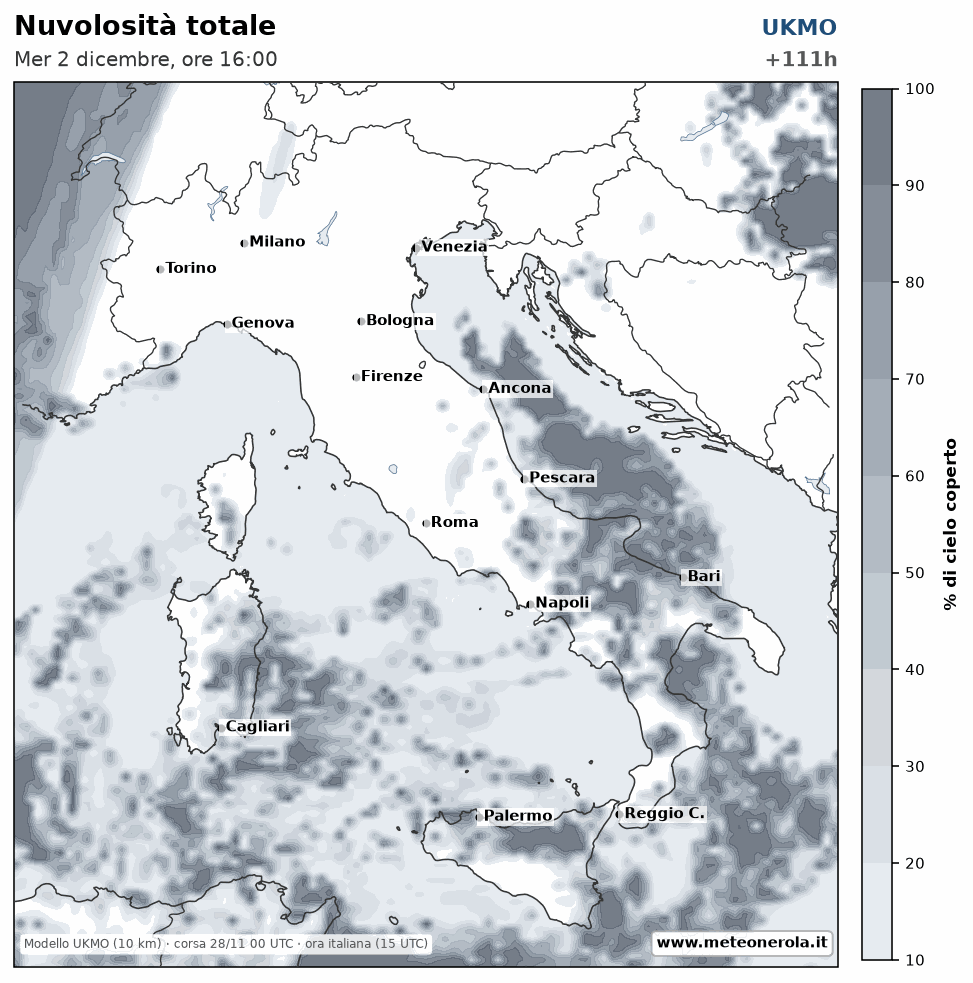 Nuvolosità totale
UKMO
Mer 2 dicembre, ore 16:00
+111h
Milano
Venezia
Torino
Genova
Bologna
Firenze
Ancona
Pescara
Roma
Bari
Napoli
Cagliari
Palermo
Reggio C.
Modello UKMO (10 km) · corsa 28/11 00 UTC · ora italiana (15 UTC)
www.meteonerola.it
100
90
80
70
60
50
40
30
20
10
% di cielo coperto